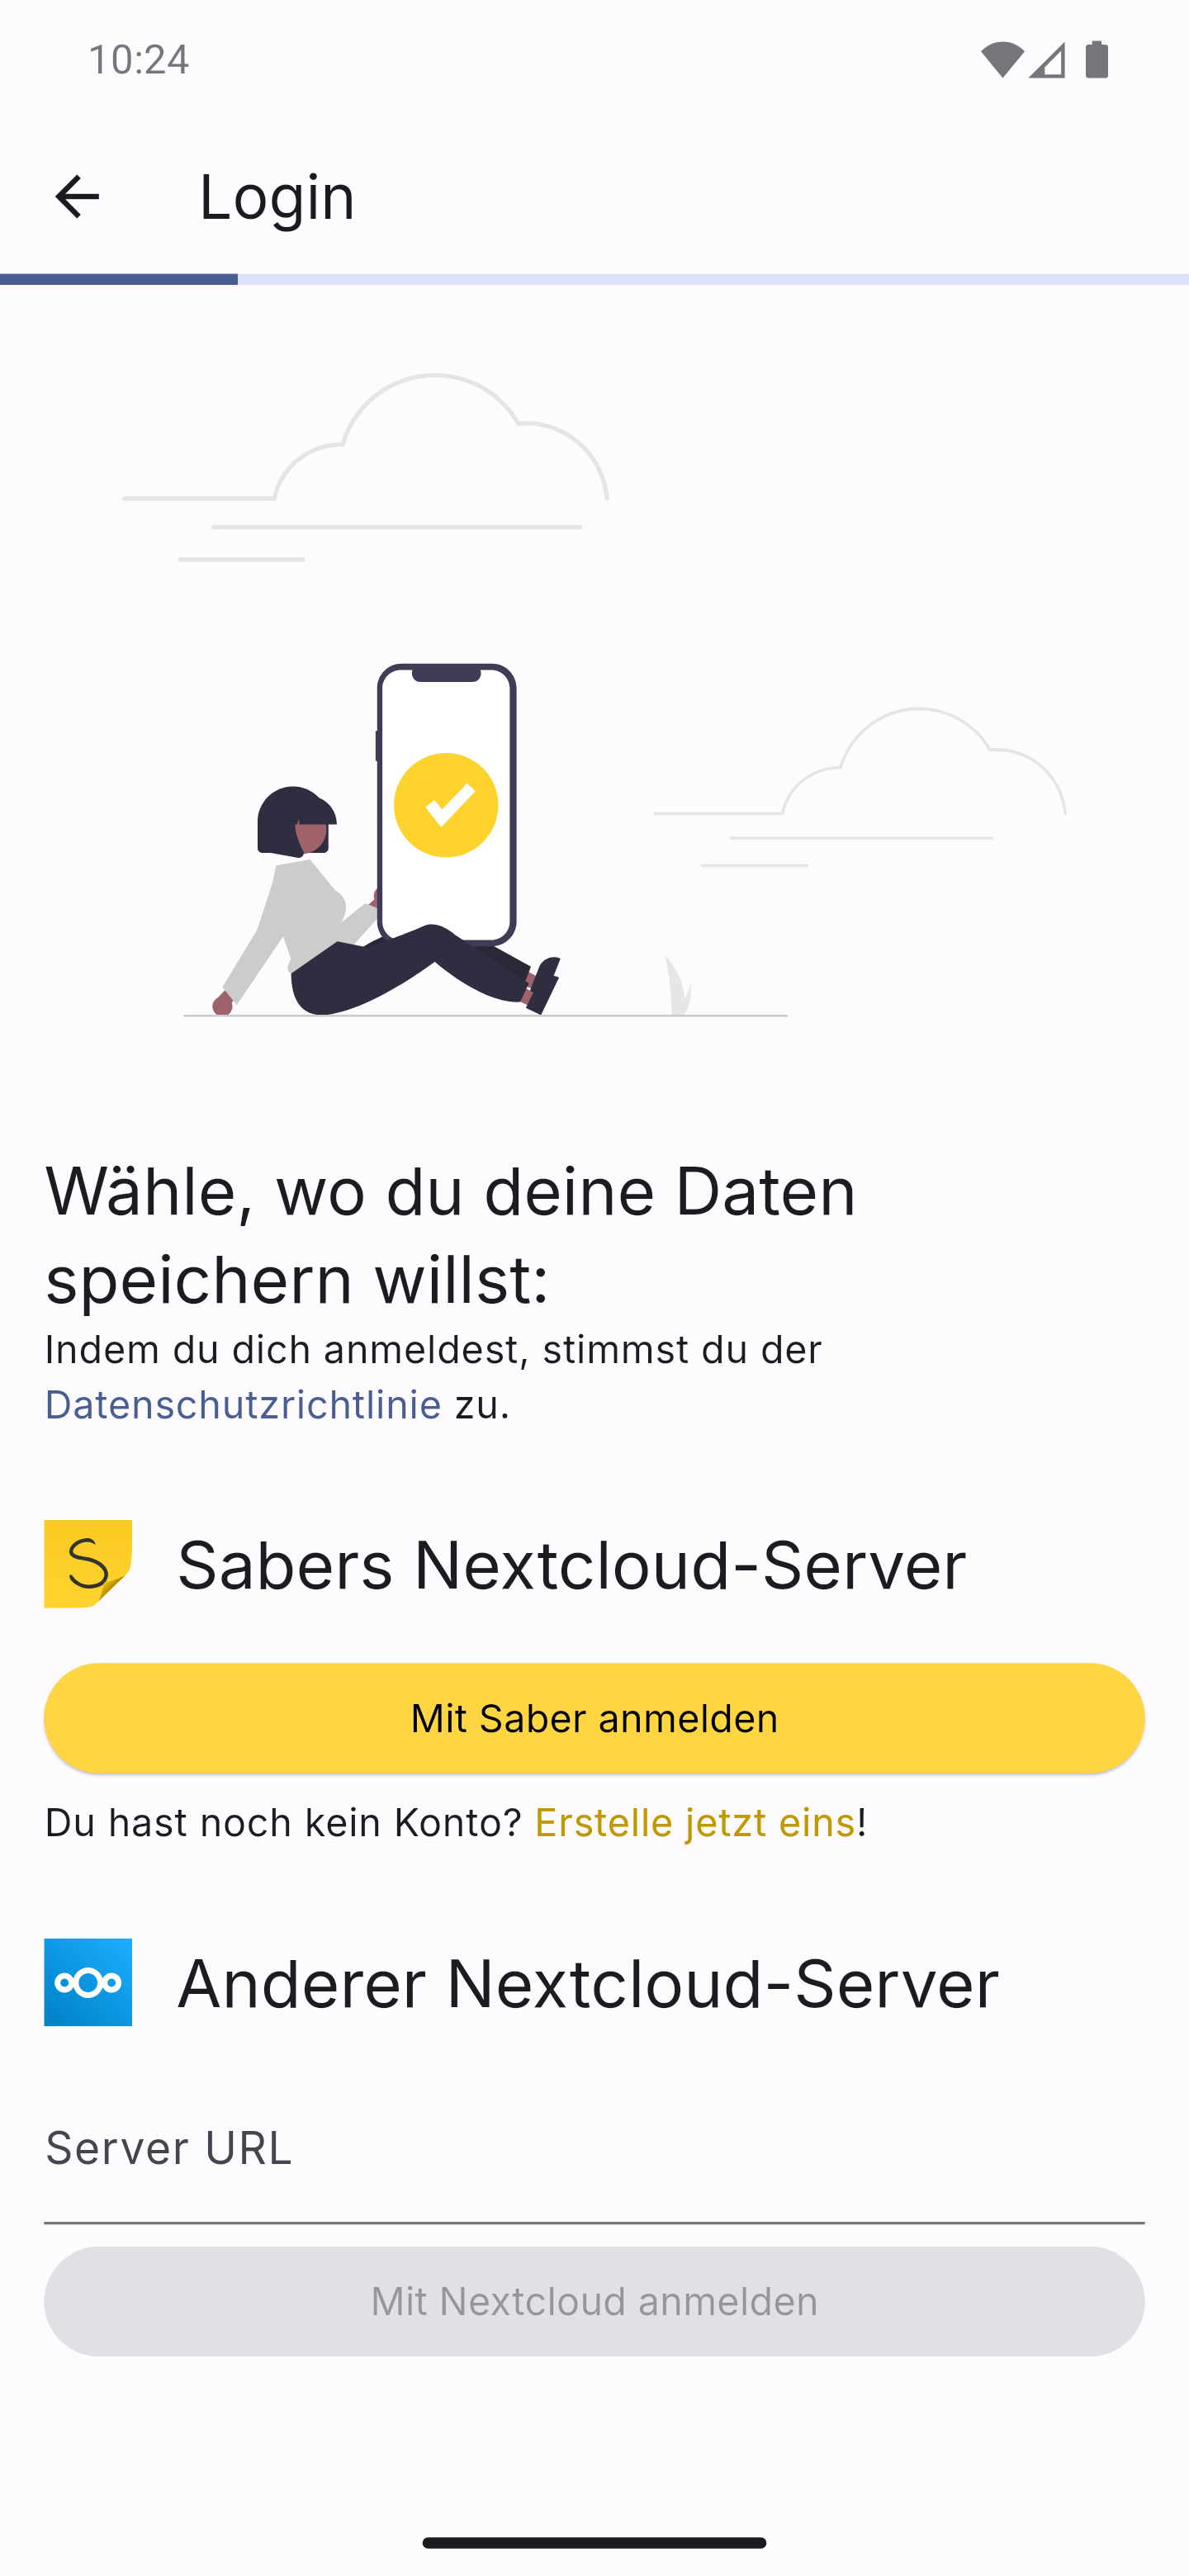 10:24
Login
Wähle, wo du deine Daten
speichern willst:
Indem du dich anmeldest, stimmst du der
Datenschutzrichtlinie zu.
S
Sabers Nextcloud-Server
Mit Saber anmelden
Du hast noch kein Konto? Erstelle jetzt eins!
Anderer Nextcloud-Server
Server URL
Mit Nextcloud anmelden